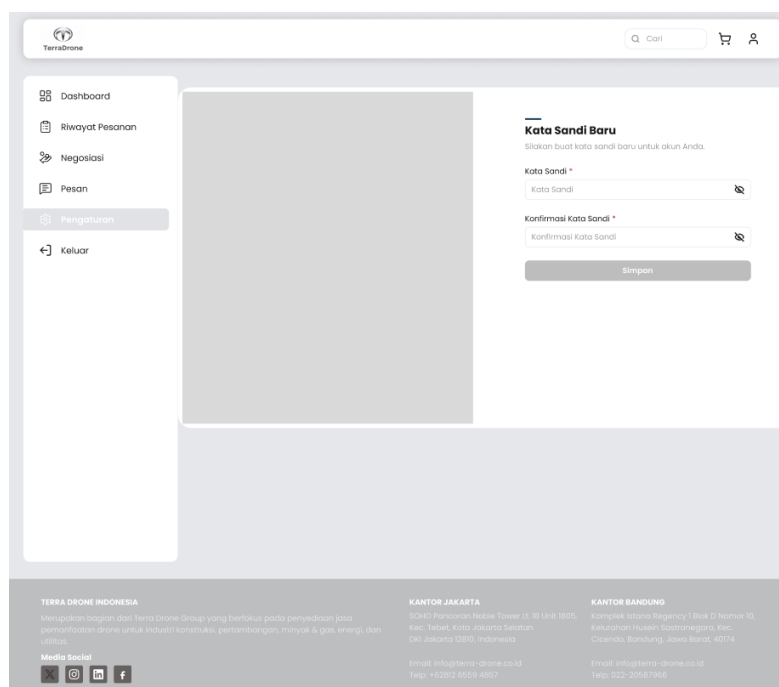 TerraDrone
Cari
Dashboard
Riwayat Pesanan
Negosiasi
Pesan
Pengaturan
Keluar
Kata Sandi Baru
Silakan buat kata sandi baru untuk akun Anda.
Kata Sandi *
Kata Sandi
Konfirmasi Kata Sandi *
Konfirmasi Kata Sandi
Simpan
TERRA DRONE INDONESIA
Merupakan bagian dari Terra Drone Group yang berfokus pada penyediaan jasa
pemanfaatan drone untuk industri konstruksi, pertambangan, minyak & gas, energi, dan
utilitas.
Media Social
KANTOR JAKARTA
SOHO Pancoran Noble Tower Lt. 18 Unit 1805,
Kec. Tebet, Kota Jakarta Selatan
DKI Jakarta 12810, Indonesia
Email: info@terra-drone.co.id
Telp: +62812 6559 4857
KANTOR BANDUNG
Komplek Istana Regency 1 Blok D Nomor 10,
Kelurahan Husein Sastranegara, Kec.
Cicendo, Bandung, Jawa Barat, 40174
Email: info@terra-drone.co.id
Telp: 022-20567966